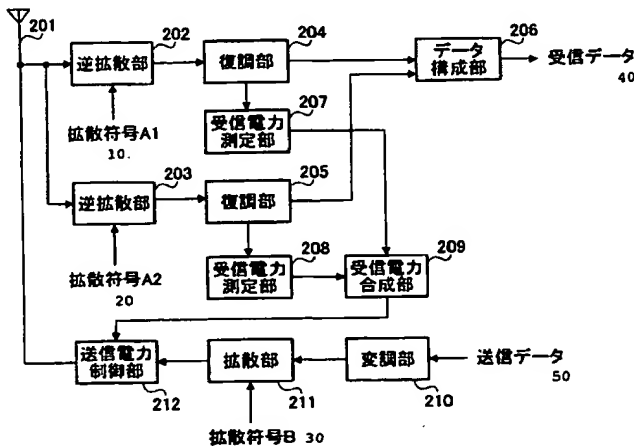 201
202
逆拡散部
204
復調部
206
データ
構成部
受信データ
40
拡散符号A1
10.
207
受信電力
測定部
203
逆拡散部
205
復調部
拡散符号A2
20
208
受信電力
測定部
209
受信電力
合成部
送信電力
制御部
212
拡散部
211
変調部
210
送信データ
50
拡散符号B 30